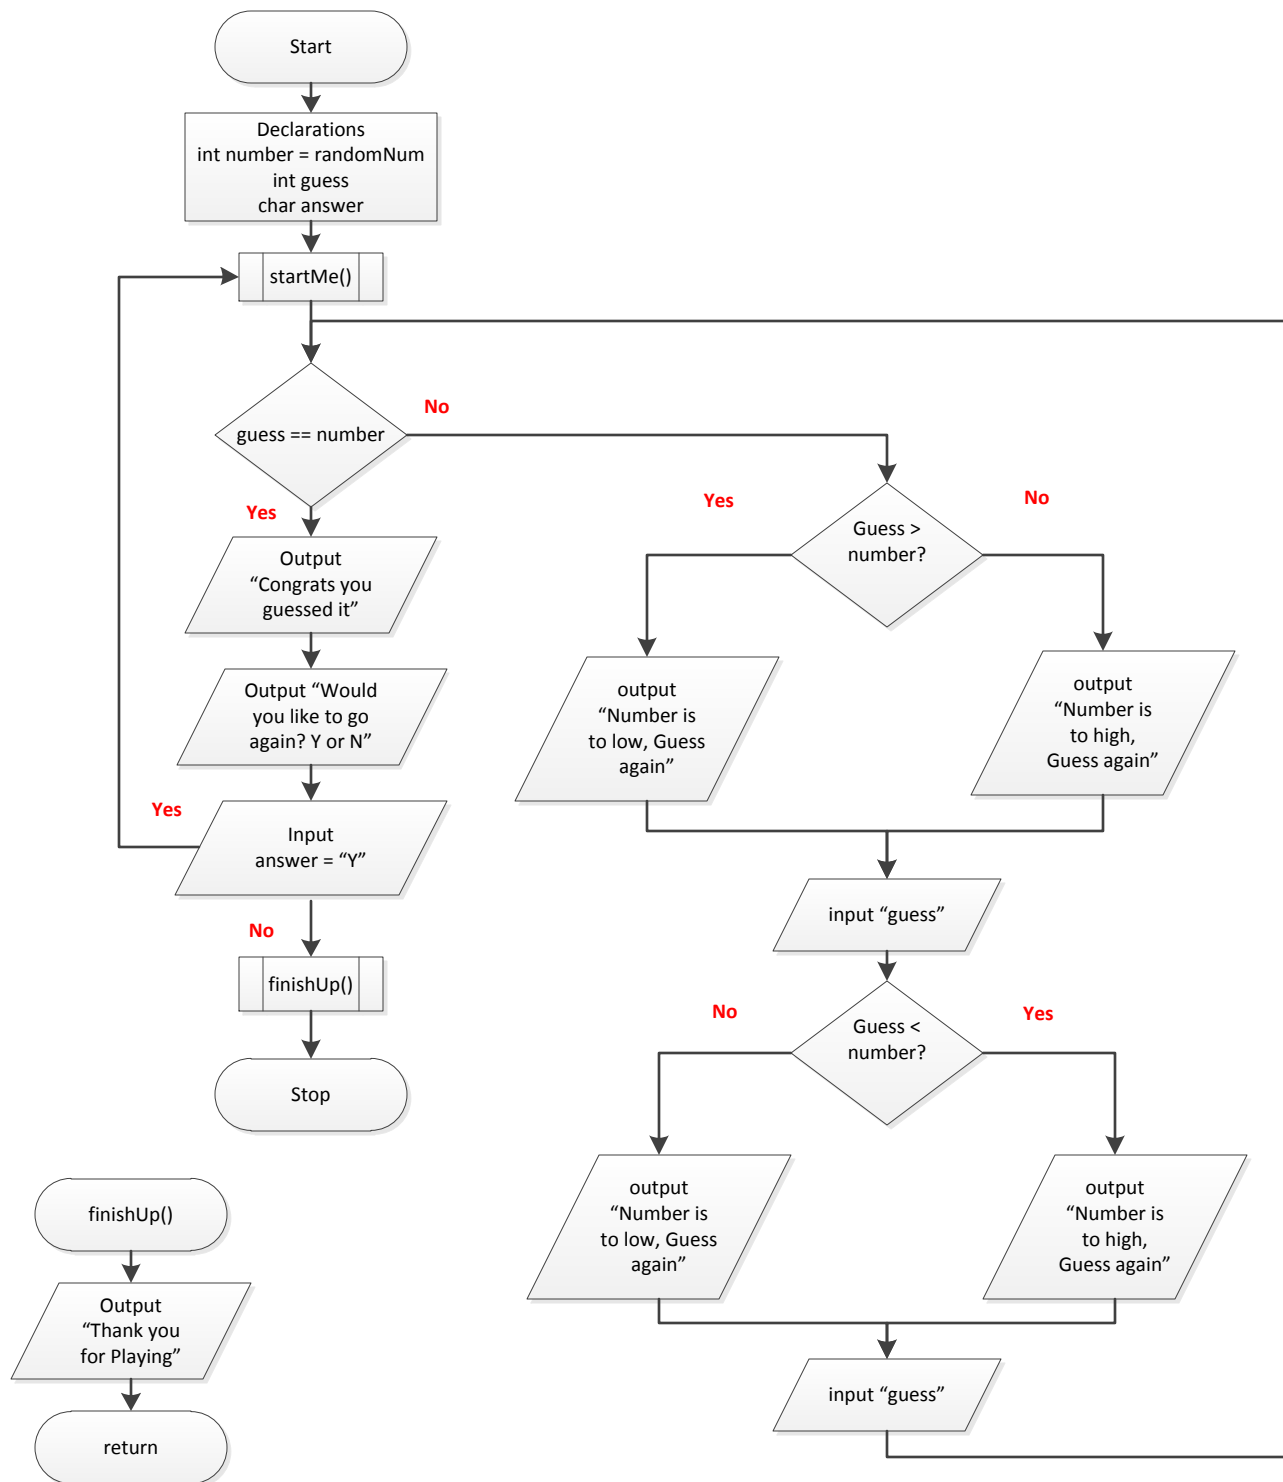 Start
Declarations
int number = randomNum
int guess
char answer
startMe()
guess == number
No
Yes
Output
“Congrats you
guessed it”
Output “Would
you like to go
again? Y or N”
Yes
Input
answer = “Y”
No
finishUp()
Stop
Yes
Guess >
number?
No
output
“Number is
to low, Guess
again”
output
“Number is
to high,
Guess again”
input “guess”
No
Guess <
number?
Yes
output
“Number is
to low, Guess
again”
output
“Number is
to high,
Guess again”
input “guess”
finishUp()
Output
“Thank you
for Playing”
return